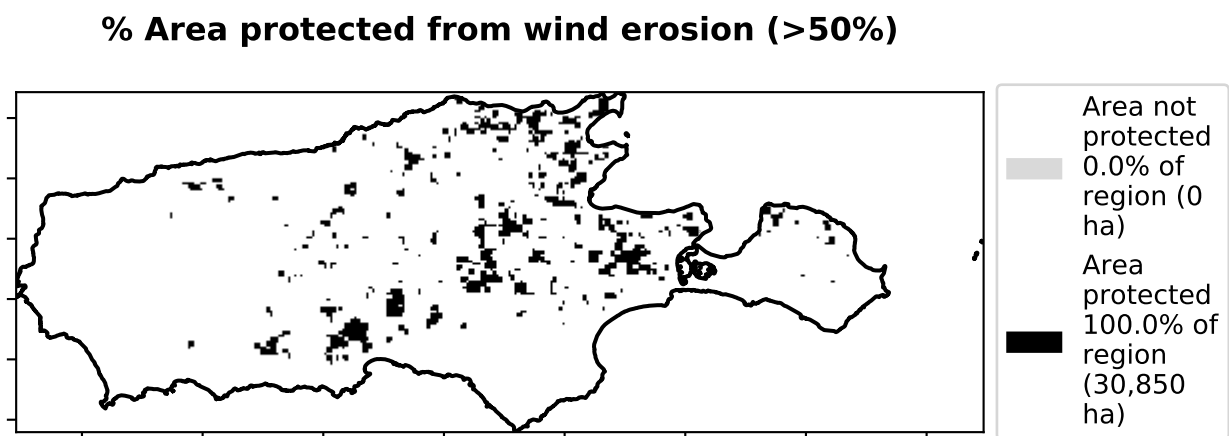 % Area protected from wind erosion (>50%)
Area not
protected
0.0% of
region (0
ha)
Area
protected
100.0% of
region
(30,850
ha)